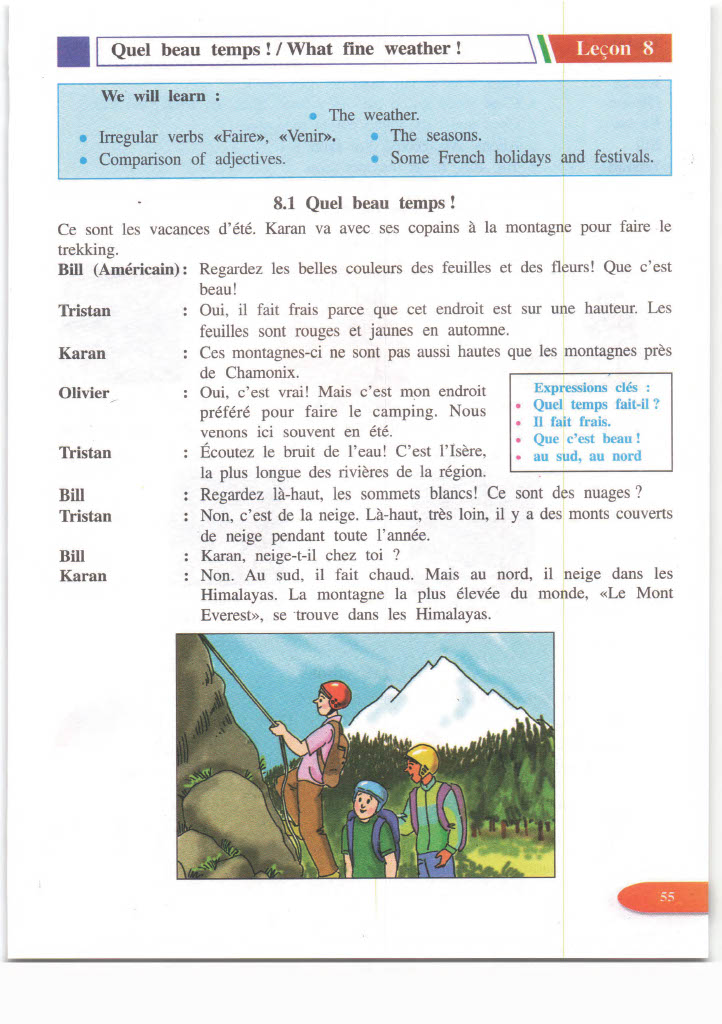 Quel beau temps ! / What fine weather !
Leçon 8
We will learn :
• The weather.
• Irregular verbs «Faire», «Venir». • The seasons.
• Comparison of adjectives. • Some French holidays and festivals.
8.1 Quel beau temps !
Ce sont les vacances d'été. Karan va avec ses copains à la montagne pour faire le
trekking.
Bill (Américain) : Regardez les belles couleurs des feuilles et des fleurs! Que c'est
beau!
Tristan : Oui, il fait frais parce que cet endroit est sur une hauteur. Les
feuilles sont rouges et jaunes en automne.
Karan : Ces montagnes-ci ne sont pas aussi hautes que les montagnes près
de Chamonix.
Olivier : Oui, c'est vrai! Mais c'est mon endroit
préféré pour faire le camping. Nous
venons ici souvent en été.
Tristan : Écoutez le bruit de l'eau! C'est l'Isère,
la plus longue des rivières de la région.
Expressions clés :
• Quel temps fait-il ?
• Il fait frais.
• Que c'est beau !
• au sud, au nord
Bill : Regardez là-haut, les sommets blancs! Ce sont des nuages ?
Tristan : Non, c'est de la neige. Là-haut, très loin, il y a des monts couverts
de neige pendant toute l'année.
Bill : Karan, neige-t-il chez toi ?
Karan : Non. Au sud, il fait chaud. Mais au nord, il neige dans les
Himalayas. La montagne la plus élevée du monde, «Le Mont
Everest», se trouve dans les Himalayas.
55